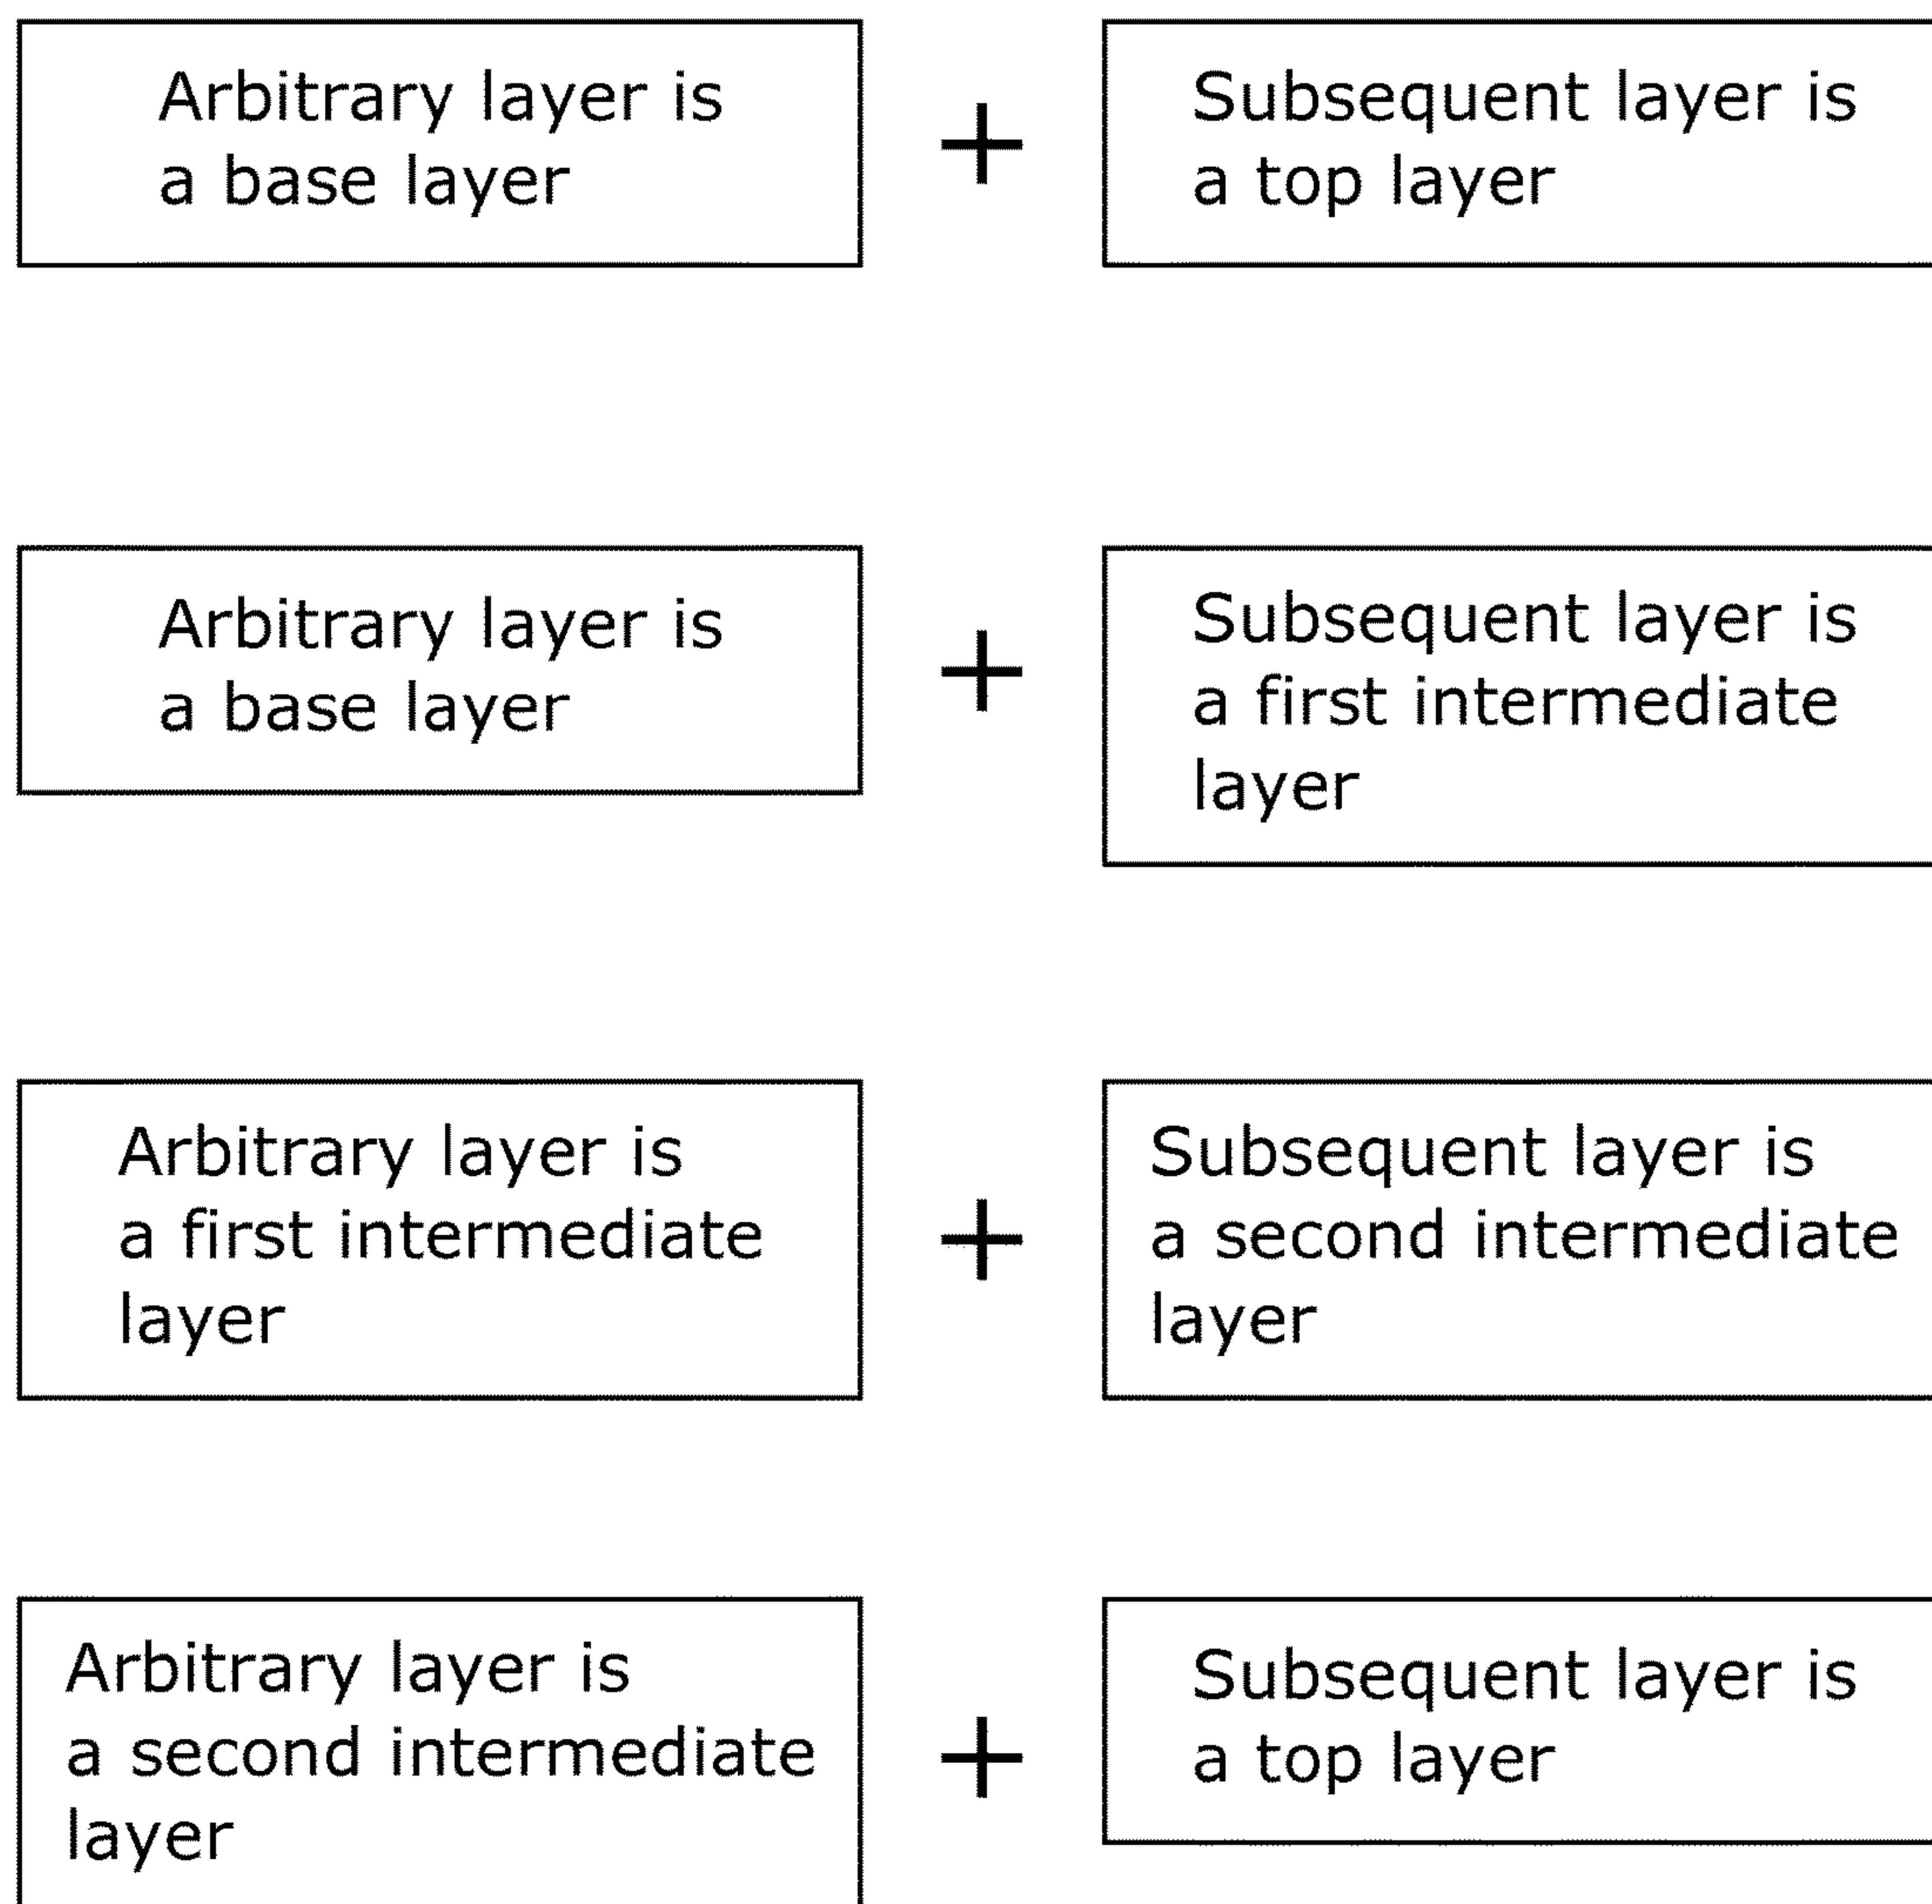 Arbitrary layer is
a base layer
+
Subsequent layer is
a top layer
Arbitrary layer is
a base layer
+
Subsequent layer is
a first intermediate
layer
Arbitrary layer is
a first intermediate
layer
+
Subsequent layer is
a second intermediate
layer
Arbitrary layer is
a second intermediate
layer
+
Subsequent layer is
a top layer